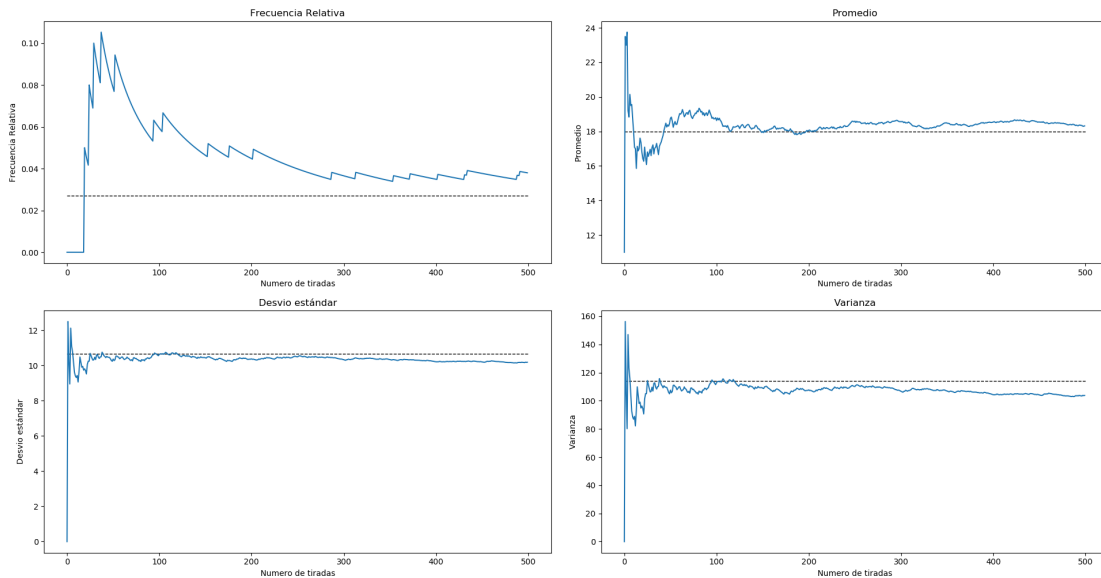 Frecuencia Relativa
Frecuencia Relativa
0.10
0.08
0.06
0.04
0.02
0.00
0 100 200 300 400 500
Numero de tiradas
Promedio
Promedio
24
22
20
18
16
14
12
0 100 200 300 400 500
Numero de tiradas
Desvio estándar
Desvio estándar
12
10
8
6
4
2
0
0 100 200 300 400 500
Numero de tiradas
Varianza
Varianza
160
140
120
100
80
60
40
20
0
0 100 200 300 400 500
Numero de tiradas